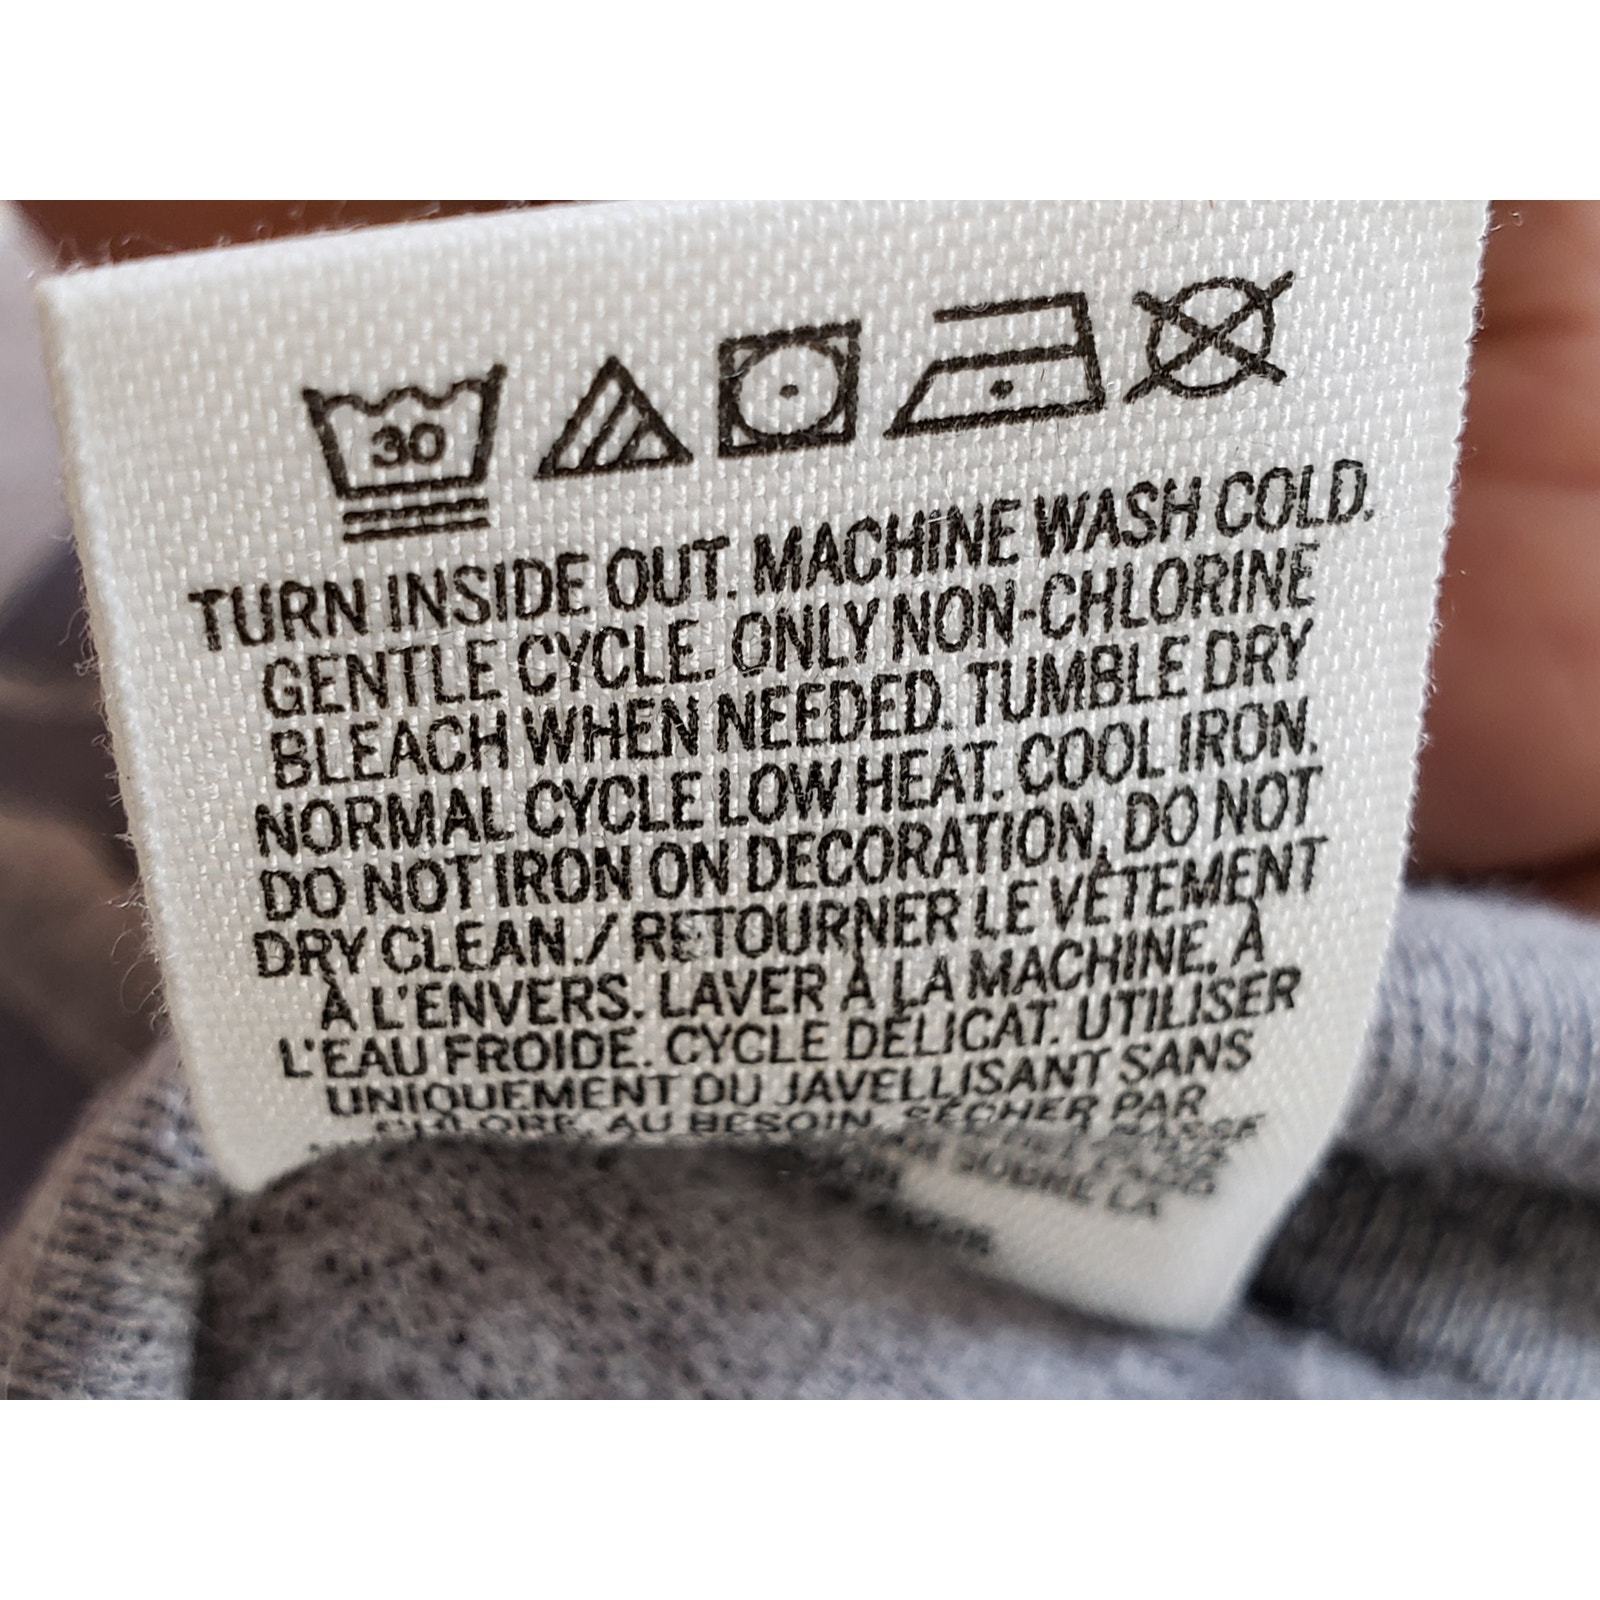 30
TURN INSIDE OUT. MACHINE WASH COLD.
GENTLE CYCLE. ONLY NON-CHLORINE
BLEACH WHEN NEEDED. TUMBLE DRY
NORMAL CYCLE LOW HEAT. COOL IRON.
DO NOT IRON ON DECORATION. DO NOT
DRY CLEAN./ RETOURNER LE VÊTEMENT
À L'ENVERS. LAVER À LA MACHINE. À
L'EAU FROIDE. CYCLE DÉLICAT. UTILISER
UNIQUEMENT DU JAVELLISANT SANS
CHLORE, AU BESOIN. SÉCHER PAR